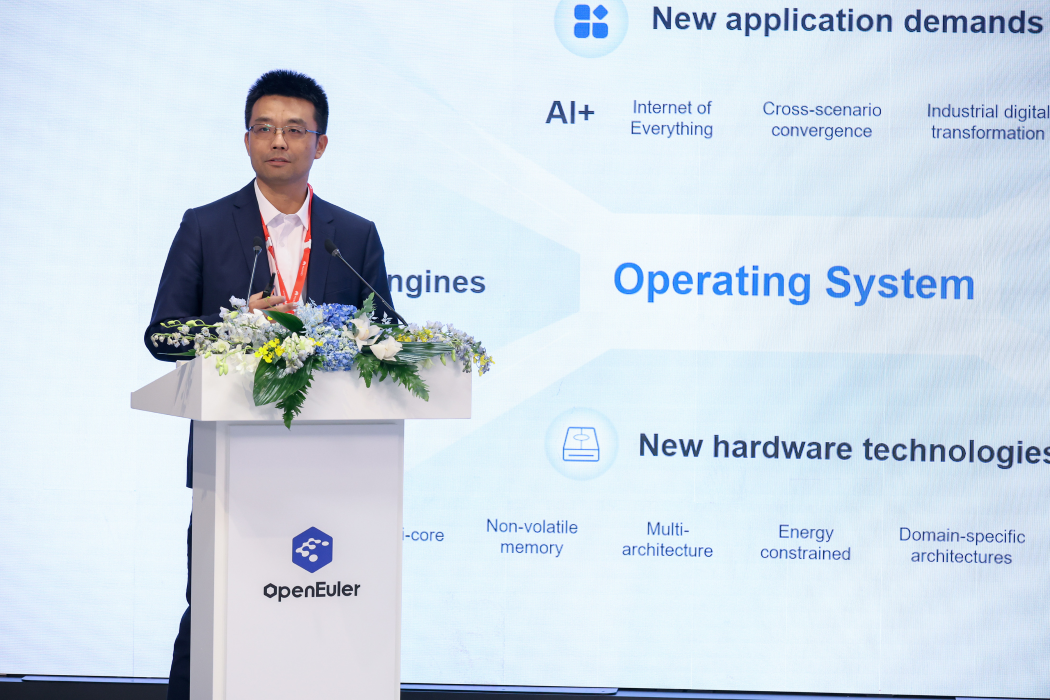 New application demands
AI+
Internet of
Everything
Cross-scenario
convergence
Industrial digital
transformation
ngines
Operating System
New hardware technologies
i-core
Non-volatile
memory
Multi-
architecture
Energy
constrained
Domain-specific
architectures
OpenEuler